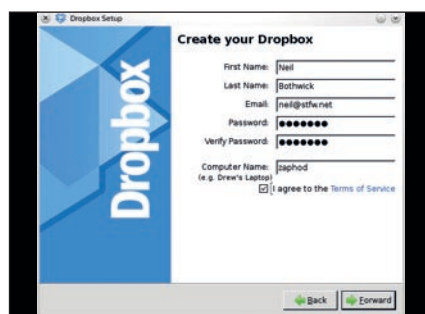 Dropbox Setup
Dropbox
Create your Dropbox
First Name: Neil
Last Name: Bothwick
Email: neil@stfw.net
Password: ●●●●●●●
Verify Password: ●●●●●●●
Computer Name: zaphod
(e.g. Drew's Laptop)
I agree to the Terms of Service
Back
Forward